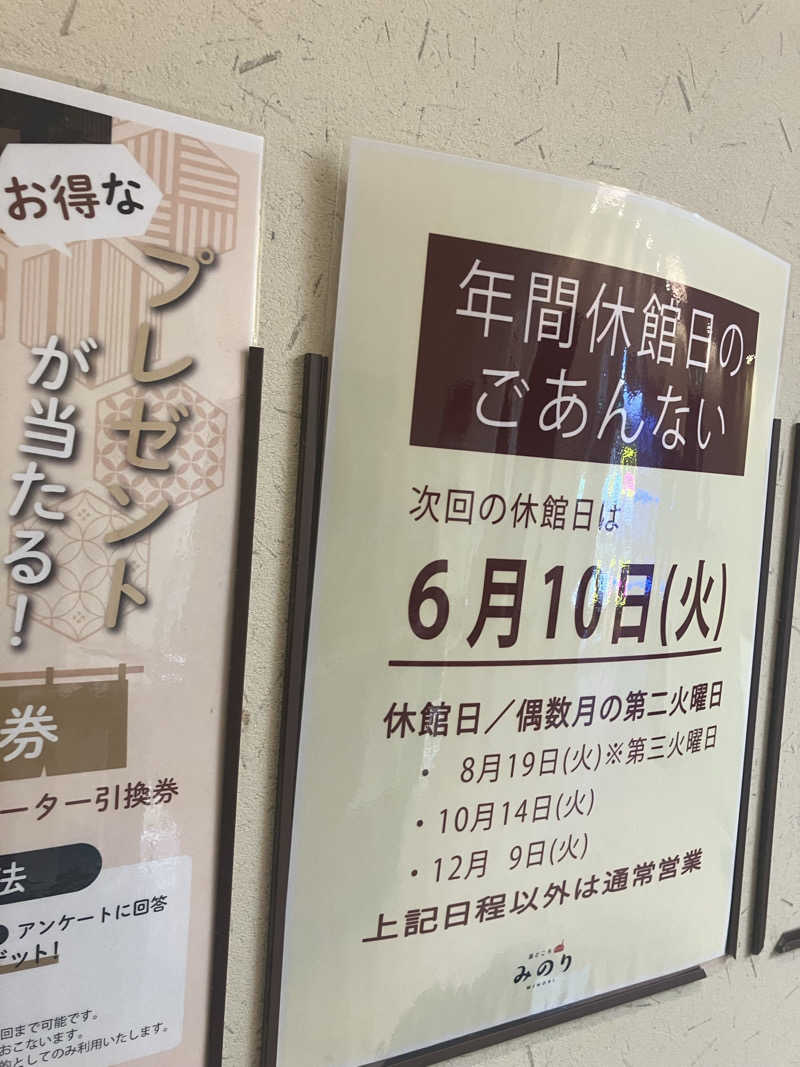 お得な
プレゼント
が当たる!
券
ーター引換券
法
アンケートに回答
ット!
回まで可能です。
おこないます。
的としてのみ利用いたします。
年間休館日の
ごあんない
次回の休館日は
6月10日(火)
休館日/偶数月の第二火曜日
・ 8月19日(火)※第三火曜日
・10月14日(火)
・12月 9日(火)
上記日程以外は通常営業
湯どころ
みのり
MINORI